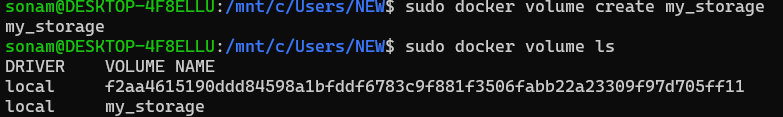 sonam@DESKTOP-4F8ELLU:/mnt/c/Users/NEW$ sudo docker volume create my_storage
my_storage
sonam@DESKTOP-4F8ELLU:/mnt/c/Users/NEW$ sudo docker volume ls
DRIVER    VOLUME NAME
local     f2aa4615190ddd84598a1bfddf6783c9f881f3506fabb22a23309f97d705ff11
local     my_storage